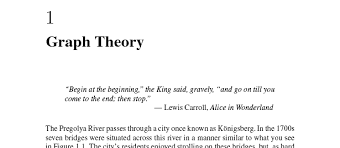 1
Graph Theory
"Begin at the beginning," the King said, gravely, "and go on till you
come to the end; then stop."
— Lewis Carroll, Alice in Wonderland
The Pregolya River passes through a city once known as Königsberg. In the 1700s
seven bridges were situated across this river in a manner similar to what you see
in Figure 1.1. The city's residents enjoyed strolling on these bridges, but, as hard